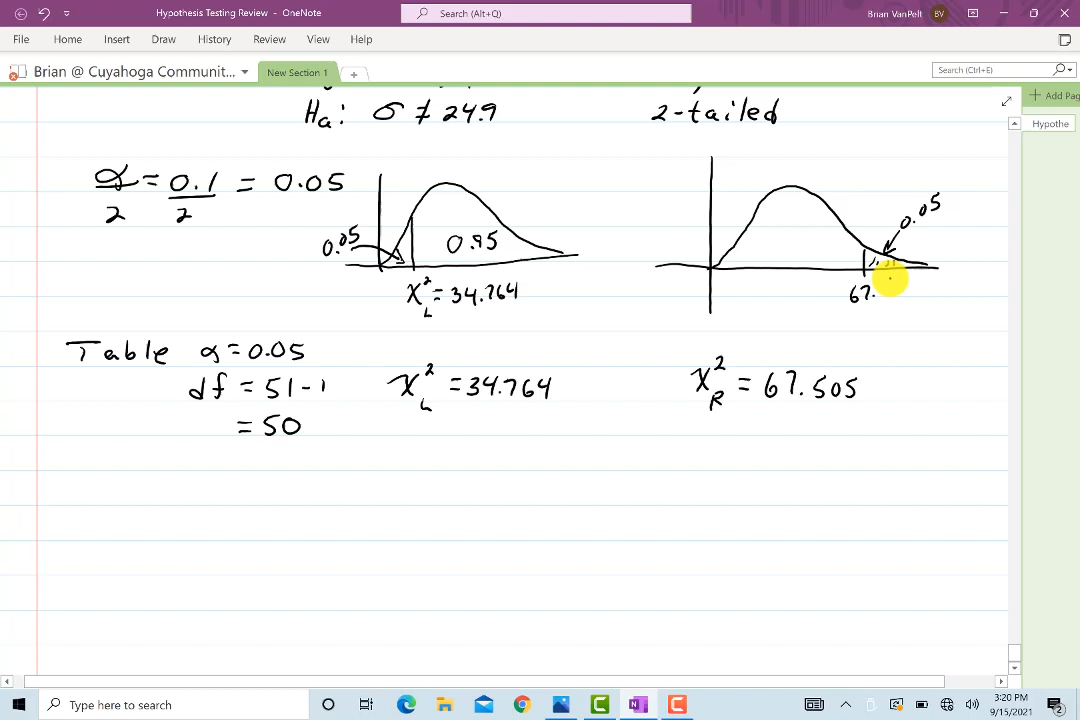 Hypothesis Testing Review - OneNote
Search (Alt+Q)
Brian VanPelt
BV
File Home Insert Draw History Review View Help
Brian @ Cuyahoga Communit...
New Section 1
Search (Ctrl+E)
Add Pag
Hypothe
Ha: σ ≠ 24.9
2-tailed
α/2 = 0.1/2 = 0.05
0.05
0.95
0.05
χ²L = 34.764
67.
Table α = 0.05
df = 51-1
χ²L = 34.764
χ²R = 67.505
= 50
Type here to search
3:20 PM
9/15/2021
2